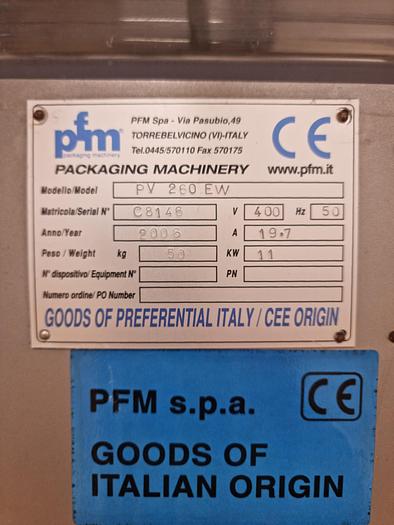 pfm®
packaging machinery
PFM Spa - Via Pasubio,49
TORREBELVICINO (VI)-ITALY
Tel.0445/570110 Fax 570175
CE
PACKAGING MACHINERY www.pfm.it
Modello/Model PV 260 EW
Matricola/Serial N° C8146 V 400 Hz 50
Anno/Year 2006 A 19.7
Peso / Weight kg 50 KW 11
N° dispositivo/ Equipment N° PN
Numero ordine/ PO Number
GOODS OF PREFERENTIAL ITALY / CEE ORIGIN
PFM s.p.a. CE
GOODS OF
ITALIAN ORIGIN